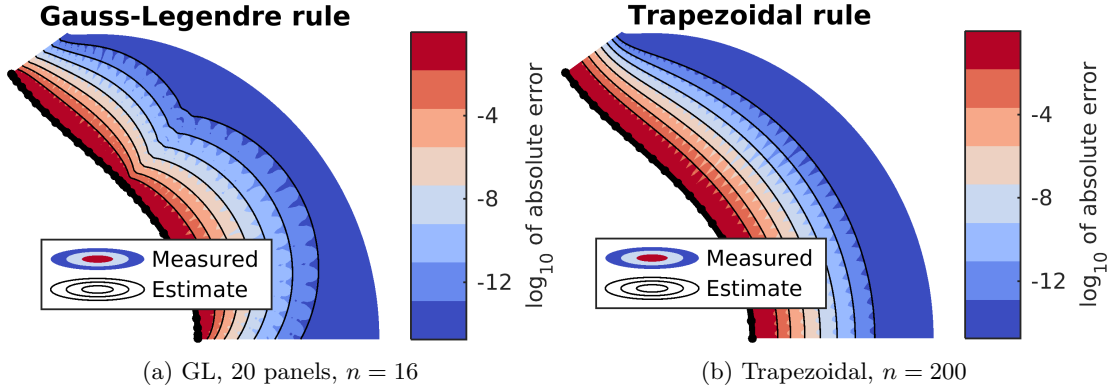 Gauss-Legendre rule
-4
-8
-12
log10 of absolute error
Measured
Estimate
(a) GL, 20 panels, n = 16
Trapezoidal rule
-4
-8
-12
log10 of absolute error
Measured
Estimate
(b) Trapezoidal, n = 200